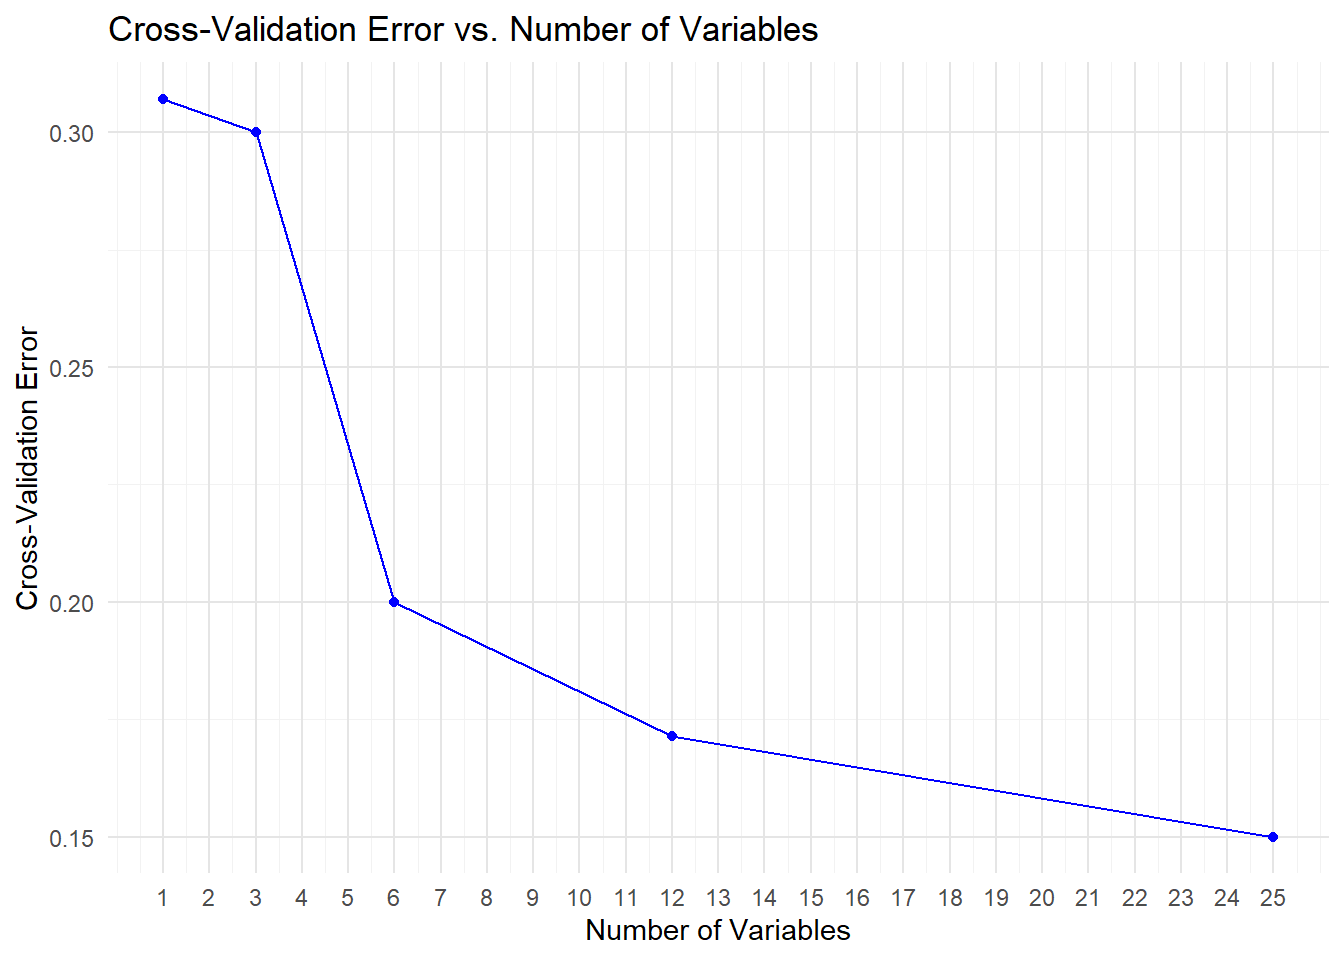 Cross-Validation Error vs. Number of Variables
Cross-Validation Error
0.30
0.25
0.20
0.15
1 2 3 4 5 6 7 8 9 10 11 12 13 14 15 16 17 18 19 20 21 22 23 24 25
Number of Variables